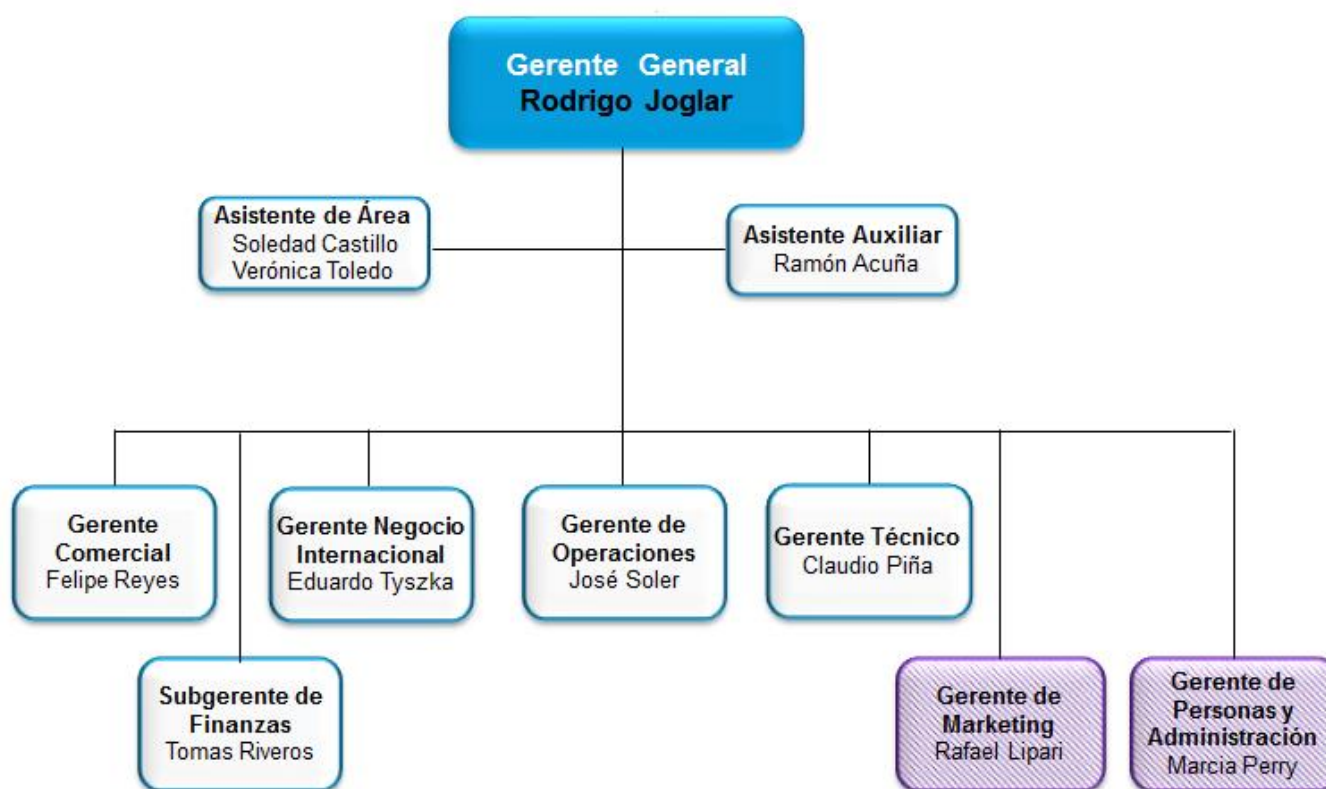 Gerente General
Rodrigo Joglar
Asistente de Área
Soledad Castillo
Verónica Toledo
Asistente Auxiliar
Ramón Acuña
Gerente
Comercial
Felipe Reyes
Gerente Negocio
Internacional
Eduardo Tyszka
Gerente de
Operaciones
José Soler
Gerente Técnico
Claudio Piña
Subgerente de
Finanzas
Tomas Riveros
Gerente de
Marketing
Rafael Lipari
Gerente de
Personas y
Administración
Marcia Perry